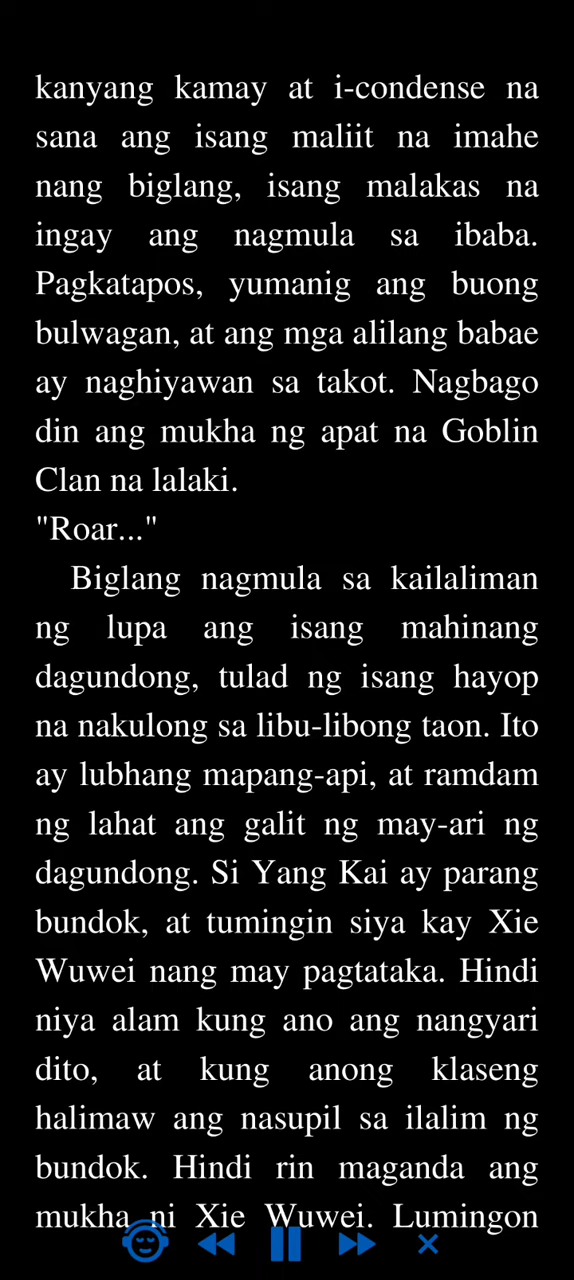 kanyang kamay at i-condense na
sana ang isang maliit na imahe
nang biglang, isang malakas na
ingay ang nagmula sa ibaba.
Pagkatapos, yumanig ang buong
bulwagan, at ang mga alilang babae
ay naghiyawan sa takot. Nagbago
din ang mukha ng apat na Goblin
Clan na lalaki.
"Roar..."
Biglang nagmula sa kailaliman
ng lupa ang isang mahinang
dagundong, tulad ng isang hayop
na nakulong sa libu-libong taon. Ito
ay lubhang mapang-api, at ramdam
ng lahat ang galit ng may-ari ng
dagundong. Si Yang Kai ay parang
bundok, at tumingin siya kay Xie
Wuwei nang may pagtataka. Hindi
niya alam kung ano ang nangyari
dito, at kung anong klaseng
halimaw ang nasupil sa ilalim ng
bundok. Hindi rin maganda ang
mukha ni Xie Wuwei. Lumingon